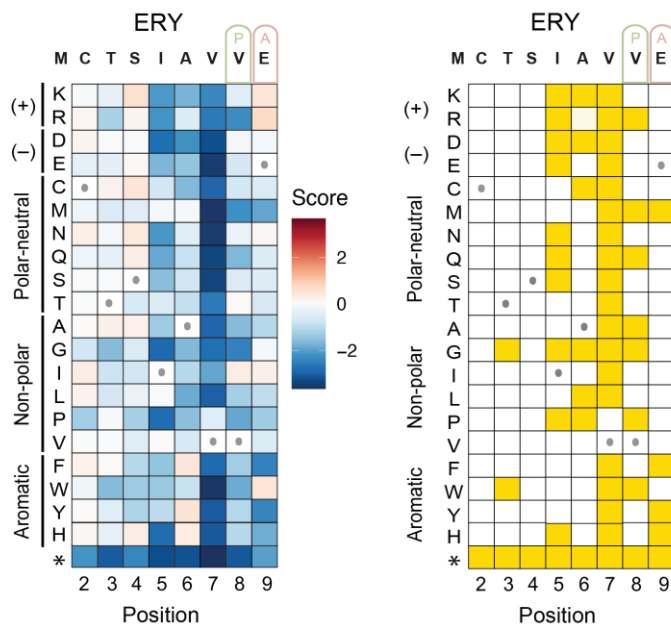 ERY
ERY
P A
P A
M C T S I A V V E
M C T S I A V V E
(+)
(–)
Polar-neutral
Non-polar
Aromatic
K
R
D
E
C
M
N
Q
S
T
A
G
I
L
P
V
F
W
Y
H
*
2 3 4 5 6 7 8 9
Position
Score
2
0
−2
(+)
(–)
Polar-neutral
Non-polar
Aromatic
K
R
D
E
C
M
N
Q
S
T
A
G
I
L
P
V
F
W
Y
H
*
2 3 4 5 6 7 8 9
Position